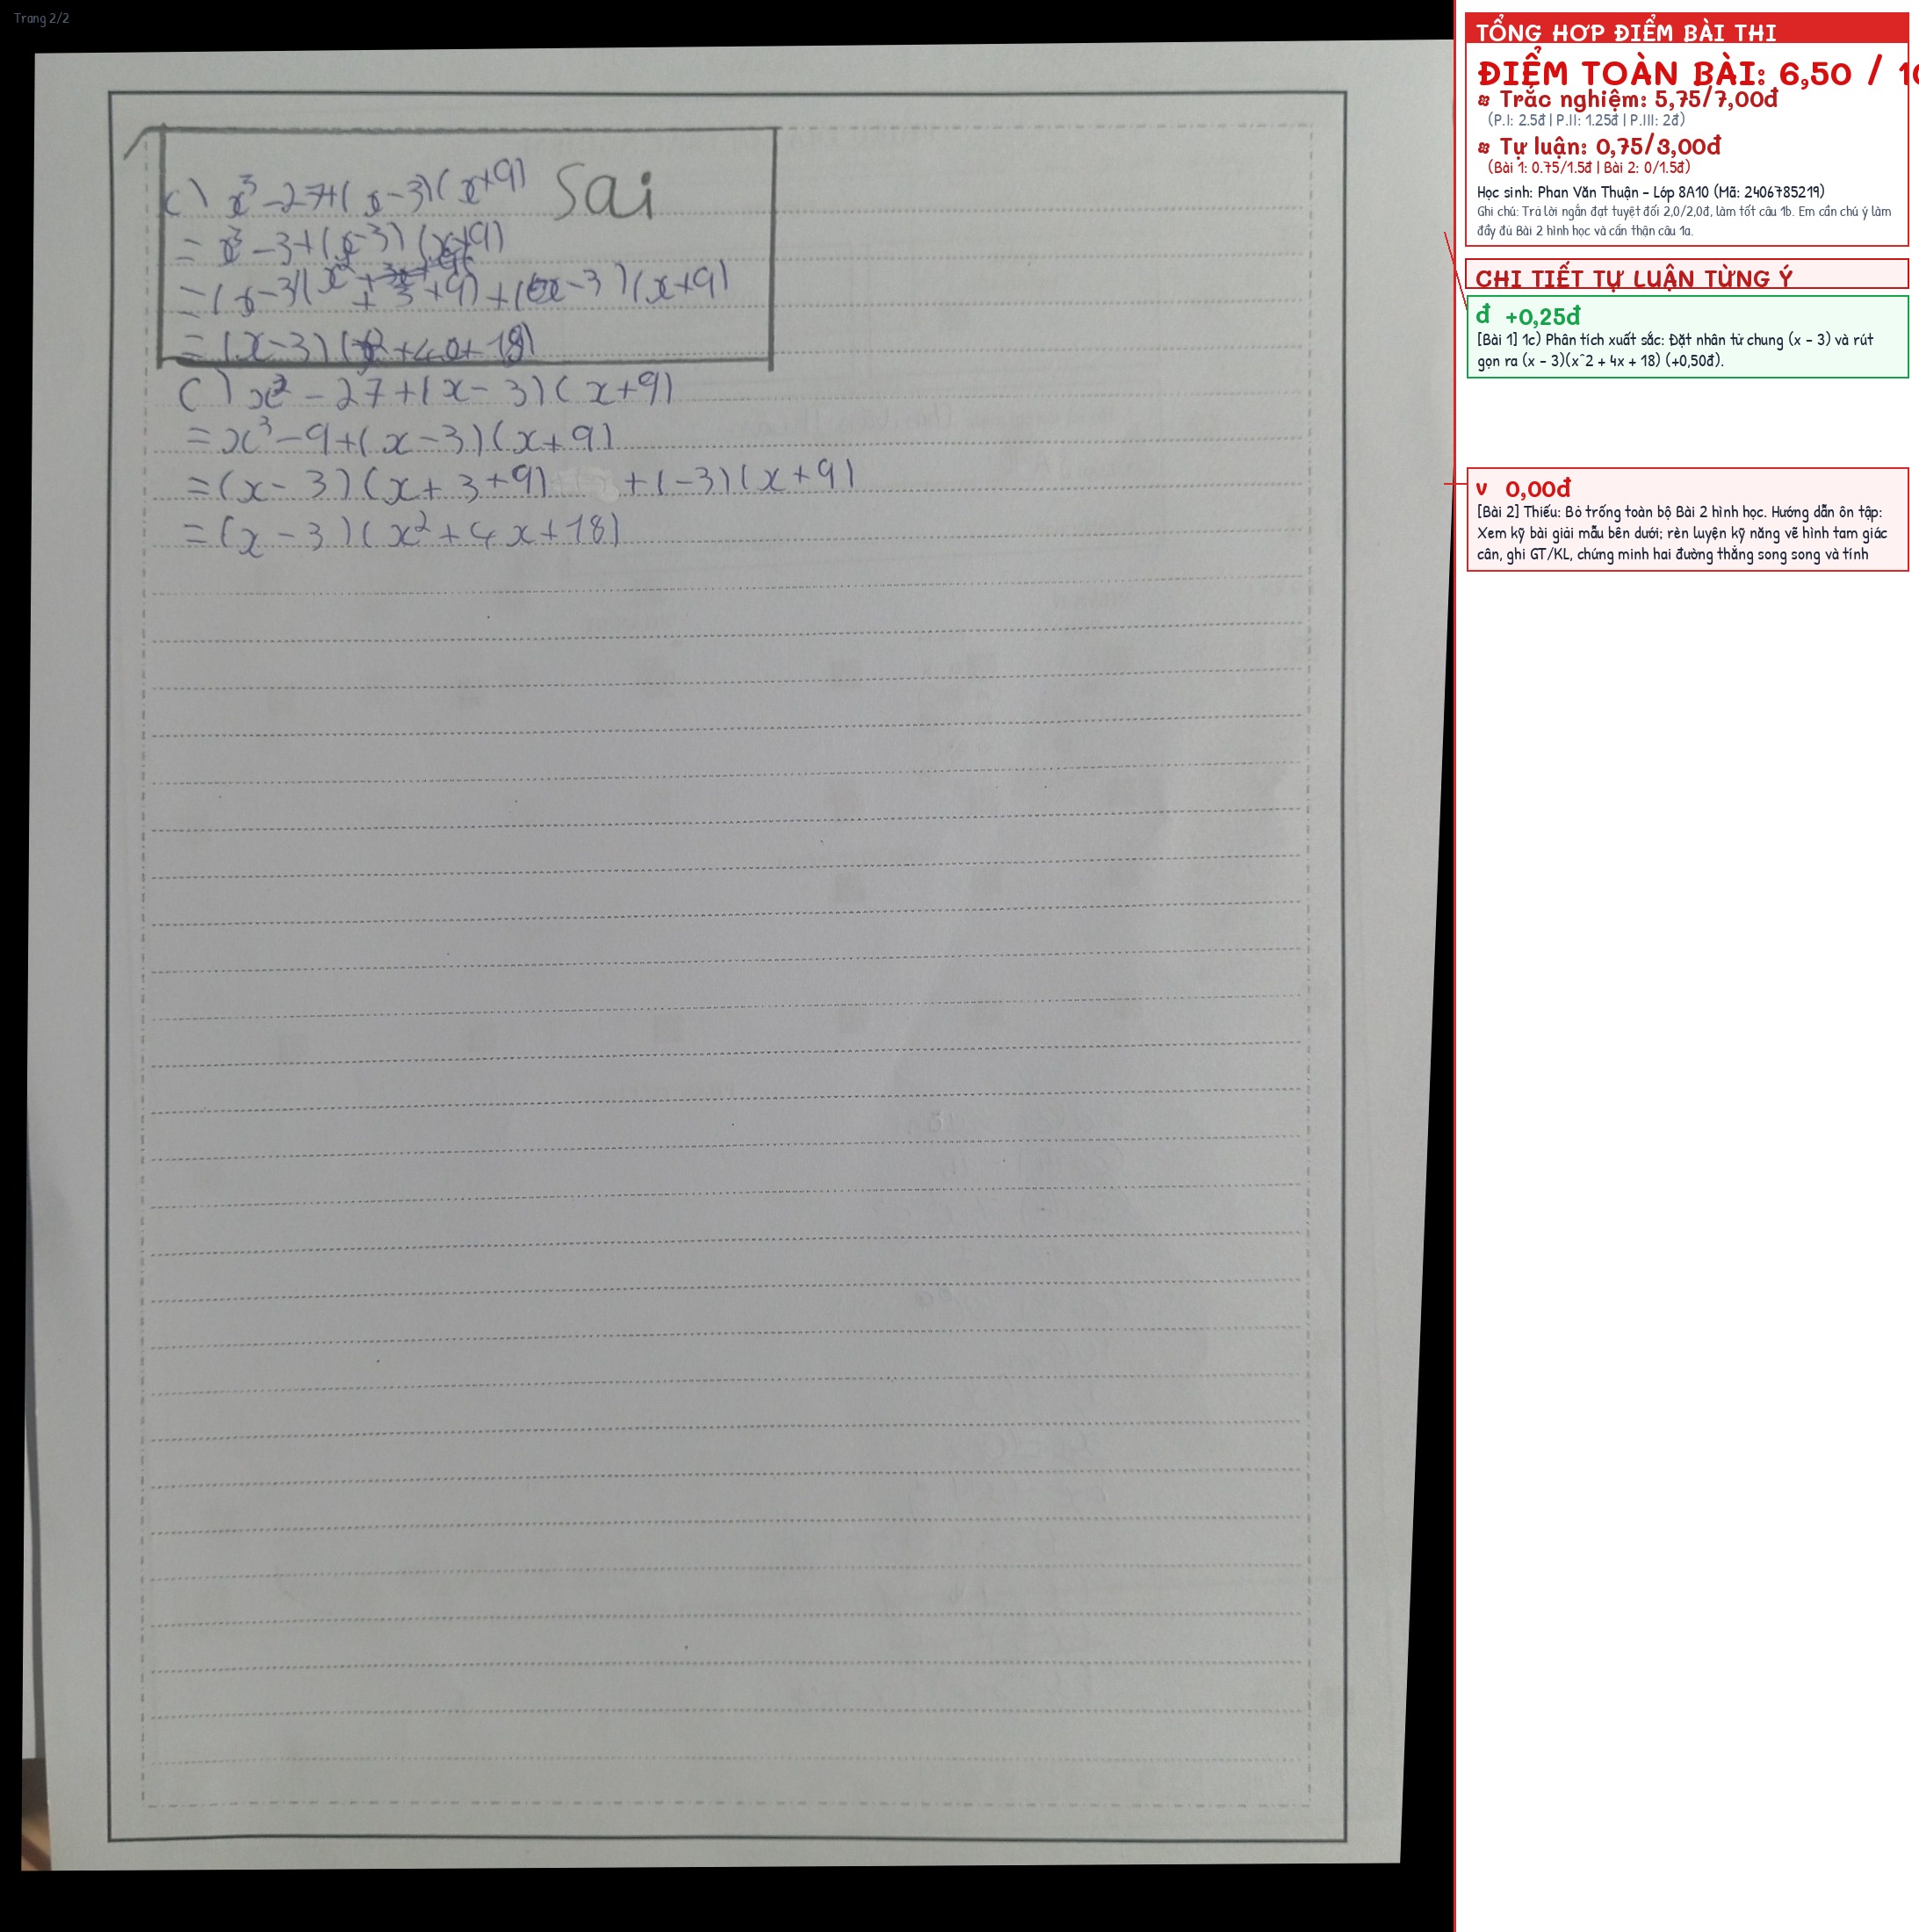 Trang 2/2
c) x³ -27+(x-3)(x+9) Sai
= x³ -3+(x-3)(x+9)
=(x-3)(x² + 3 +9)+(x-3)(x+9)
=(x-3)(x²+4x+18)
c) x² - 27+(x- 3)(x+9)
= x³-9+(x-3)(x+9)
=(x- 3)(x+ 3+9) +(-3)(x+9)
=(x -3)(x²+4x+18)
TỔNG HỢP ĐIỂM BÀI THI
ĐIỂM TOÀN BÀI: 6,50 / 10
Trắc nghiệm: 5,75/7,00đ
(P.I: 2.5đ | P.II: 1.25đ | P.III: 2đ)
Tự luận: 0,75/3,00đ
(Bài 1: 0.75/1.5đ | Bài 2: 0/1.5đ)
Học sinh: Phan Văn Thuận - Lớp 8A10 (Mã: 2406785219)
Ghi chú: Trả lời ngắn đạt tuyệt đối 2,0/2,0đ, làm tốt câu 1b. Em cần chú ý làm
đầy đủ Bài 2 hình học và cẩn thận câu 1a.
CHI TIẾT TỰ LUẬN TỪNG Ý
đ +0,25đ
[Bài 1] 1c) Phân tích xuất sắc: Đặt nhân tử chung (x - 3) và rút
gọn ra (x - 3)(x^2 + 4x + 18) (+0,50đ).
v 0,00đ
[Bài 2] Thiếu: Bỏ trống toàn bộ Bài 2 hình học. Hướng dẫn ôn tập:
Xem kỹ bài giải mẫu bên dưới; rèn luyện kỹ năng vẽ hình tam giác
cân, ghi GT/KL, chứng minh hai đường thẳng song song và tính